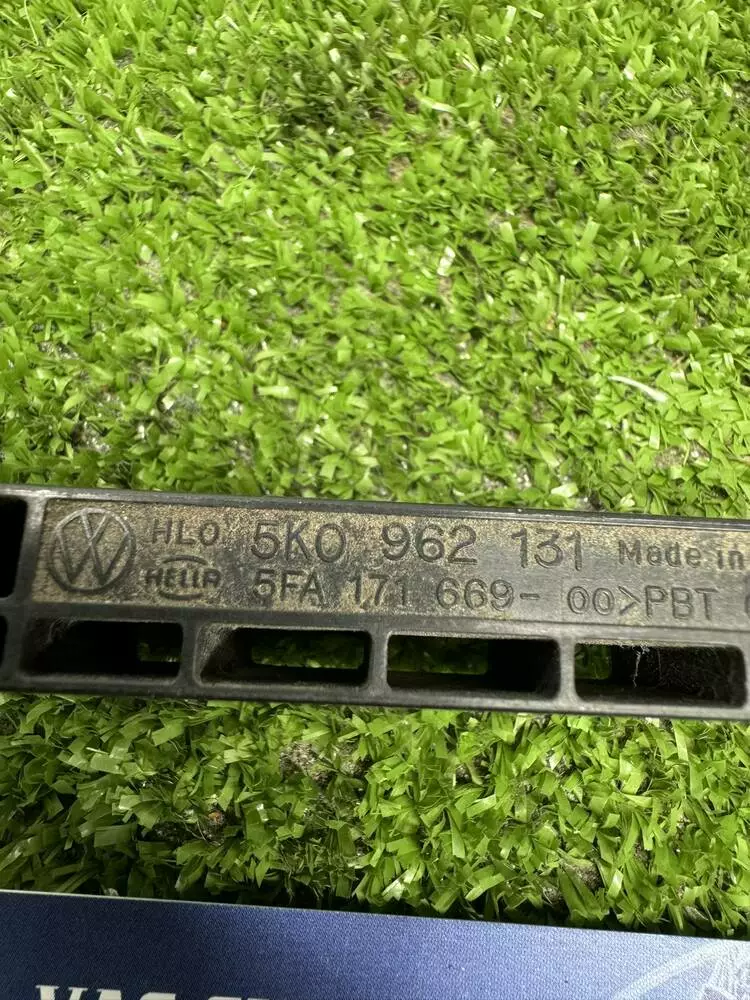 HLO 5K0 962 131 Made in
HELLA 5FA 171 669- 00 >PBT